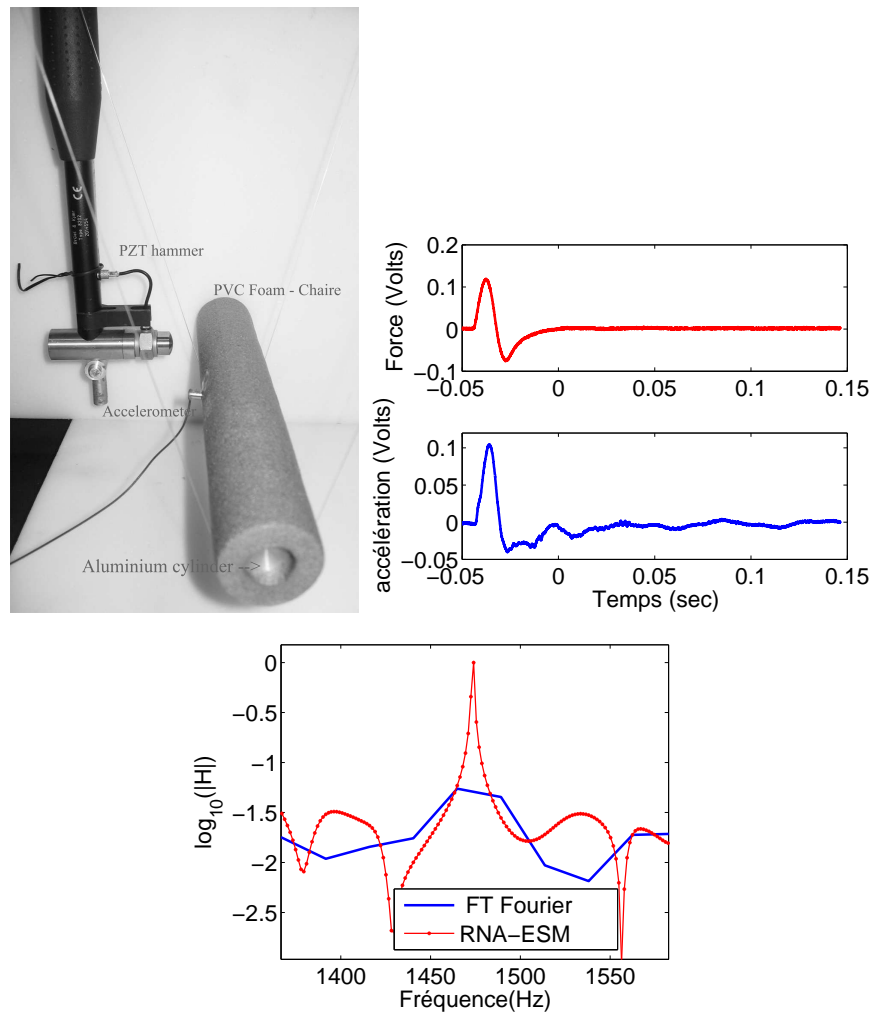 CE
PZT hammer
PVC Foam - Chaire
Accelerometer
Aluminium cylinder -->
Force (Volts)
0.2
0.1
0
−0.1
−0.05 0 0.05 0.1 0.15
accélération (Volts)
0.1
0.05
0
−0.05
−0.05 0 0.05 0.1 0.15
Temps (sec)
log10(|H|)
0
−0.5
−1
−1.5
−2
−2.5
FT Fourier
RNA−ESM
1400 1450 1500 1550
Fréquence(Hz)